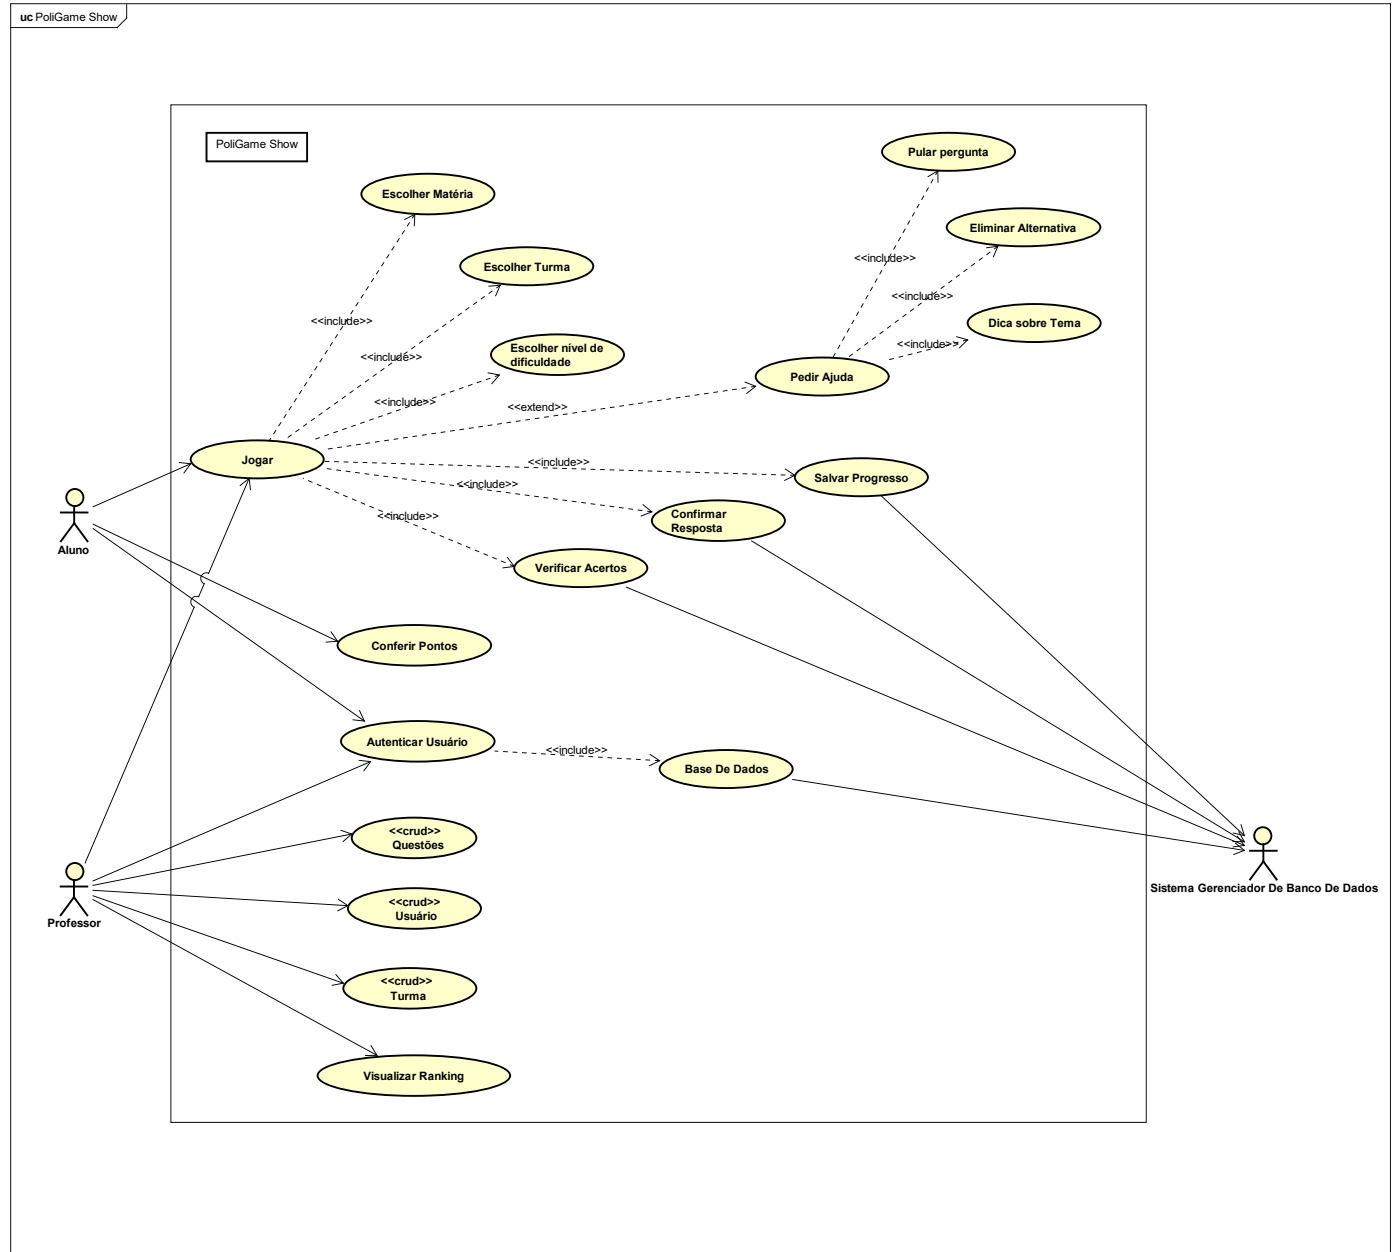 uc PoliGame Show
PoliGame Show
Pular pergunta
Escolher Matéria
Eliminar Alternativa
<<include>>
Escolher Turma
<<include>>
Dica sobre Tema
<<include>>
<<include>>
Escolher nível de
dificuldade
<<include>>
<<include>>
Pedir Ajuda
<<extend>>
Jogar
<<include>>
Salvar Progresso
<<include>>
Confirmar
Resposta
<<include>>
Aluno
Verificar Acertos
Conferir Pontos
Autenticar Usuário
<<include>>
Base De Dados
<<crud>>
Questões
Sistema Gerenciador De Banco De Dados
<<crud>>
Usuário
Professor
<<crud>>
Turma
Visualizar Ranking